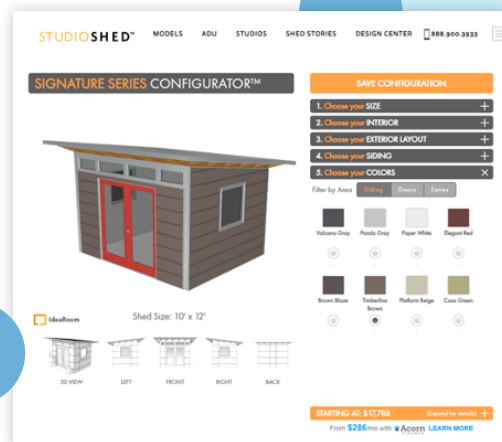 STUDIOSHED™ MODELS ADU STUDIOS SHED STORIES DESIGN CENTER 888.900.3933
SIGNATURE SERIES CONFIGURATOR™
SAVE CONFIGURATION
1. Choose your SIZE
2. Choose your INTERIOR
3. Choose your EXTERIOR LAYOUT
4. Choose your SIDING
5. Choose your COLORS
Filter by Area Siding Doors Eaves
Volcano Gray Panda Gray Paper White Elegant Red
Brown Blaze Timberline Brown Platform Beige Casa Green
IdeaRoom
Shed Size: 10' x 12'
3D VIEW LEFT FRONT RIGHT BACK
STARTING AT: $17,788 (Expand for details)
From $286/mo with Acorn FINANCE LEARN MORE